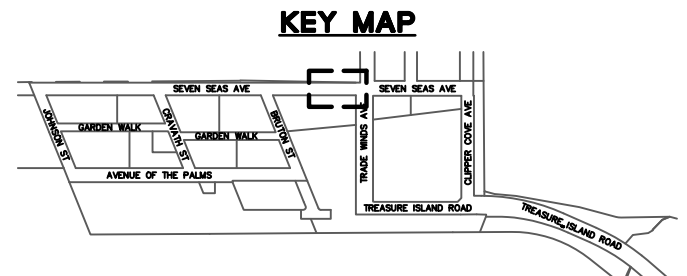 KEY MAP
SEVEN SEAS AVE
SEVEN SEAS AVE
JOHNSON ST
GARDEN WALK
CRAVATH ST
GARDEN WALK
BRUTON ST
TRADE WINDS AVE
CLIPPER COVE AVE
AVENUE OF THE PALMS
TREASURE ISLAND ROAD
TREASURE ISLAND ROAD